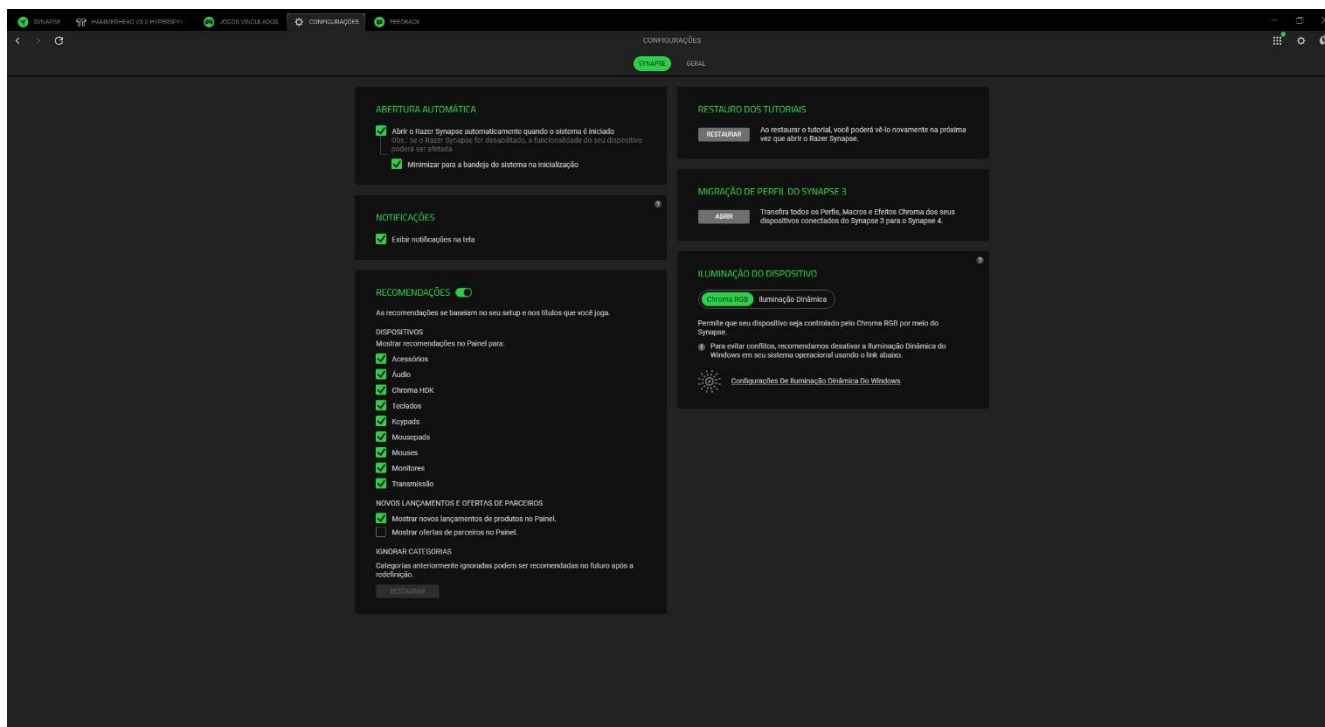 SYNAPSE
HAMMERHEAD V3 X HYPERSPEE
JOGOS VINCULADOS
CONFIGURAÇÕES
FEEDBACK
CONFIGURAÇÕES
SYNAPSE
GERAL
ABERTURA AUTOMÁTICA
Abrir o Razer Synapse automaticamente quando o sistema é iniciado
Obs.: se o Razer Synapse for desabilitado, a funcionalidade do seu dispositivo
poderá ser afetada
Minimizar para a bandeja do sistema na inicialização
NOTIFICAÇÕES
Exibir notificações na tela
RECOMENDAÇÕES
As recomendações se baseiam no seu setup e nos títulos que você joga.
DISPOSITIVOS
Mostrar recomendações no Painel para:
Acessórios
Áudio
Chroma HDK
Teclados
Keypads
Mousepads
Mouses
Monitores
Transmissão
NOVOS LANÇAMENTOS E OFERTAS DE PARCEIROS
Mostrar novos lançamentos de produtos no Painel.
Mostrar ofertas de parceiros no Painel.
IGNORAR CATEGORIAS
Categorias anteriormente ignoradas podem ser recomendadas no futuro após a
redefinição.
RESTAURAR
RESTAURO DOS TUTORIAIS
RESTAURAR
Ao restaurar o tutorial, você poderá vê-lo novamente na próxima
vez que abrir o Razer Synapse.
MIGRAÇÃO DE PERFIL DO SYNAPSE 3
ABRIR
Transfira todos os Perfis, Macros e Efeitos Chroma dos seus
dispositivos conectados do Synapse 3 para o Synapse 4.
ILUMINAÇÃO DO DISPOSITIVO
Chroma RGB
Iluminação Dinâmica
Permite que seu dispositivo seja controlado pelo Chroma RGB por meio do
Synapse.
Para evitar conflitos, recomendamos desativar a Iluminação Dinâmica do
Windows em seu sistema operacional usando o link abaixo.
Configurações De Iluminação Dinâmica Do Windows